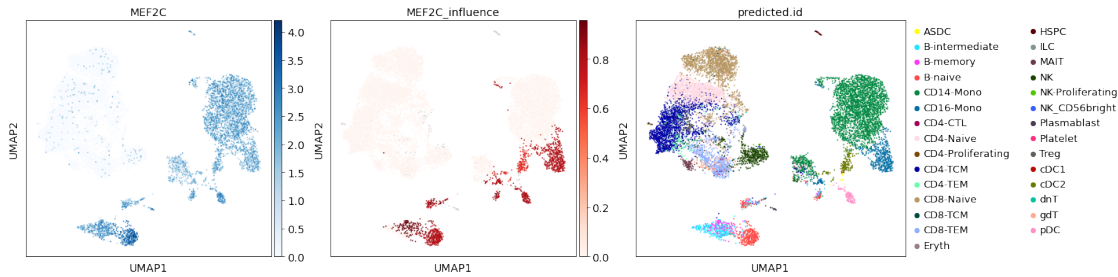 MEF2C
MEF2C_influence
predicted.id
UMAP2
UMAP1
4.0
3.5
3.0
2.5
2.0
1.5
1.0
0.5
0.0
UMAP2
UMAP1
0.8
0.6
0.4
0.2
0.0
UMAP2
UMAP1
ASDC
B-intermediate
B-memory
B-naive
CD14-Mono
CD16-Mono
CD4-CTL
CD4-Naive
CD4-Proliferating
CD4-TCM
CD4-TEM
CD8-Naive
CD8-TCM
CD8-TEM
Eryth
HSPC
ILC
MAIT
NK
NK-Proliferating
NK_CD56bright
Plasmablast
Platelet
Treg
cDC1
cDC2
dnT
gdT
pDC